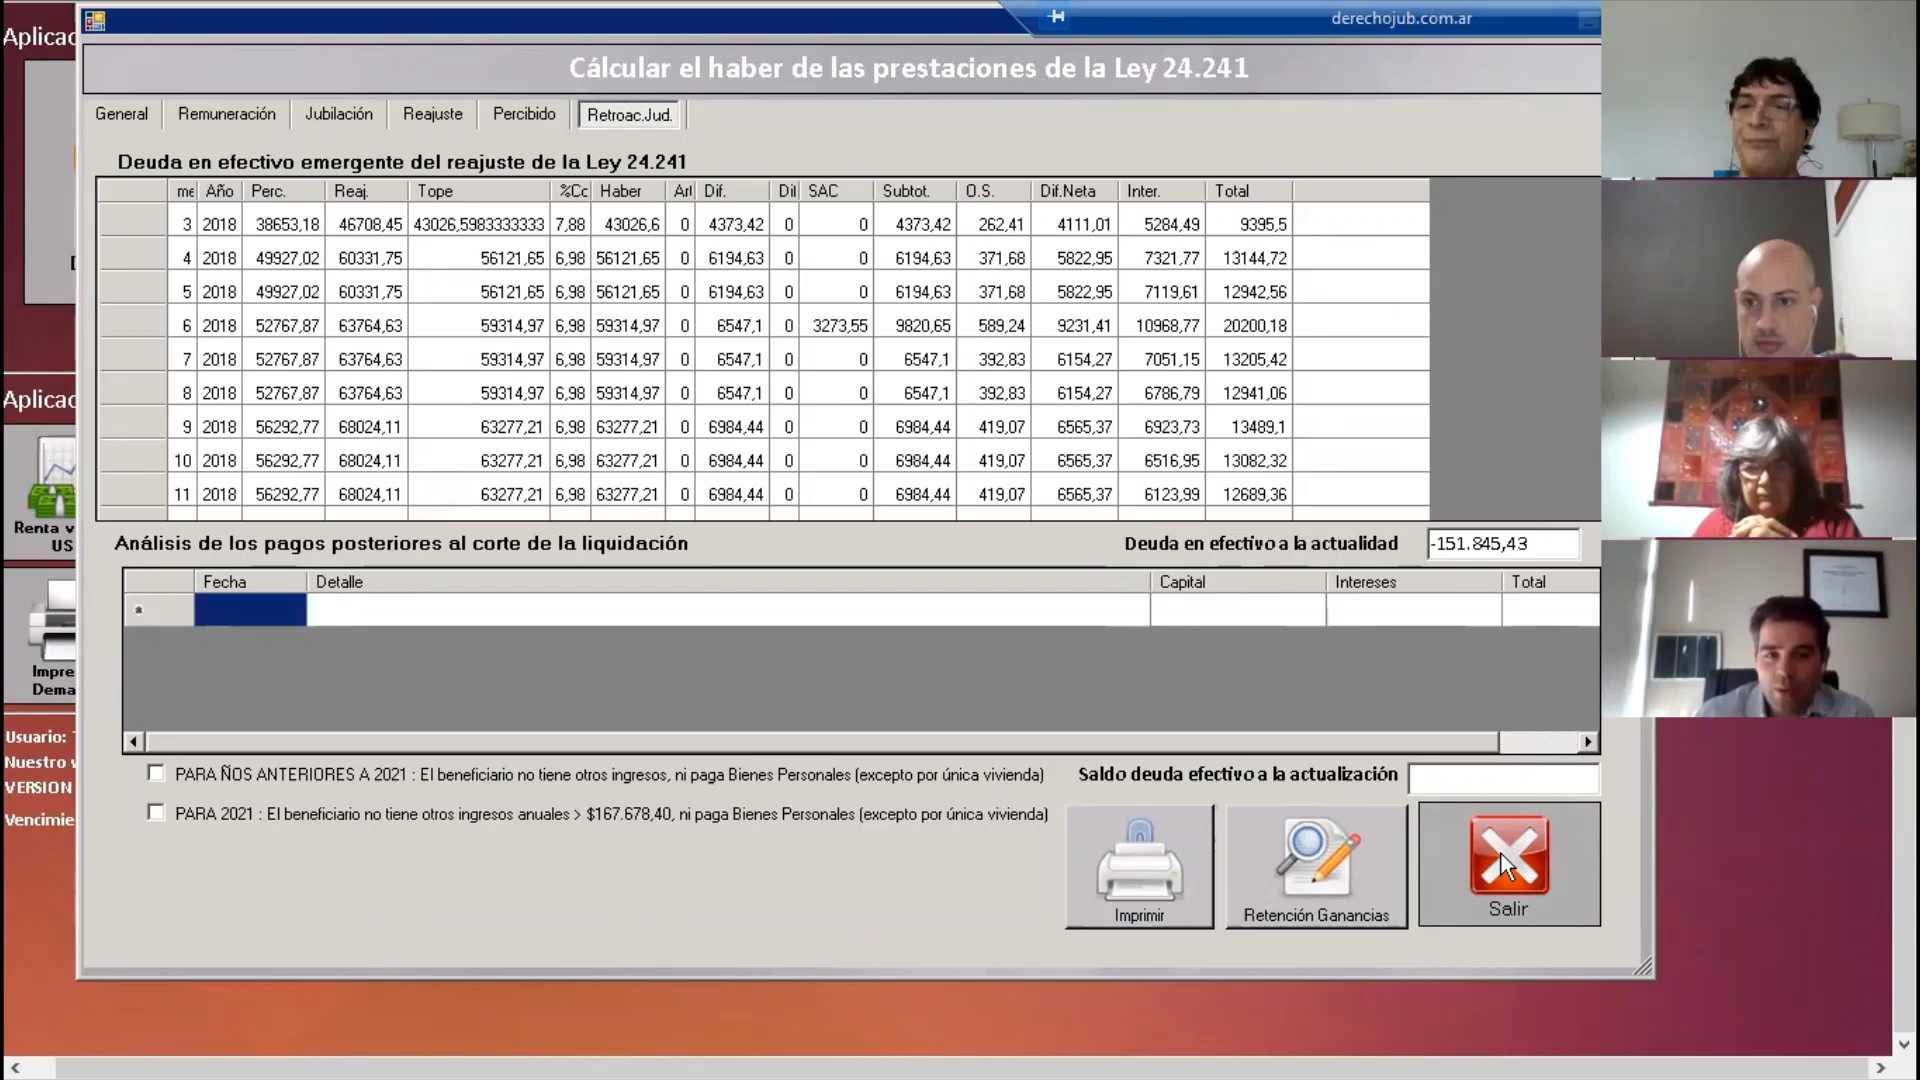 derechojub.com.ar
Aplicac
Cálcular el haber de las prestaciones de la Ley 24.241
General Remuneración Jubilación Reajuste Percibido Retroac.Jud.
Deuda en efectivo emergente del reajuste de la Ley 24.241
me Año Perc. Reaj. Tope %Cc Haber Art Dif. Dif SAC Subtot. O.S. Dif.Neta Inter. Total
3 2018 38653,18 46708,45 43026,5983333333 7,88 43026,6 0 4373,42 0 0 4373,42 262,41 4111,01 5284,49 9395,5
4 2018 49927,02 60331,75 56121,65 6,98 56121,65 0 6194,63 0 0 6194,63 371,68 5822,95 7321,77 13144,72
5 2018 49927,02 60331,75 56121,65 6,98 56121,65 0 6194,63 0 0 6194,63 371,68 5822,95 7119,61 12942,56
6 2018 52767,87 63764,63 59314,97 6,98 59314,97 0 6547,1 0 3273,55 9820,65 589,24 9231,41 10968,77 20200,18
7 2018 52767,87 63764,63 59314,97 6,98 59314,97 0 6547,1 0 0 6547,1 392,83 6154,27 7051,15 13205,42
8 2018 52767,87 63764,63 59314,97 6,98 59314,97 0 6547,1 0 0 6547,1 392,83 6154,27 6786,79 12941,06
9 2018 56292,77 68024,11 63277,21 6,98 63277,21 0 6984,44 0 0 6984,44 419,07 6565,37 6923,73 13489,1
10 2018 56292,77 68024,11 63277,21 6,98 63277,21 0 6984,44 0 0 6984,44 419,07 6565,37 6516,95 13082,32
11 2018 56292,77 68024,11 63277,21 6,98 63277,21 0 6984,44 0 0 6984,44 419,07 6565,37 6123,99 12689,36
Análisis de los pagos posteriores al corte de la liquidación
Deuda en efectivo a la actualidad -151.845,43
Fecha Detalle Capital Intereses Total
*
PARA ÑOS ANTERIORES A 2021 : El beneficiario no tiene otros ingresos, ni paga Bienes Personales (excepto por única vivienda)
Saldo deuda efectivo a la actualización
PARA 2021 : El beneficiario no tiene otros ingresos anuales > $167.678,40, ni paga Bienes Personales (excepto por única vivienda)
Imprimir
Retención Ganancias
Salir
Aplicac
Renta v
US
Impre
Dema
Usuario:
Nuestro
VERSION
Vencimie